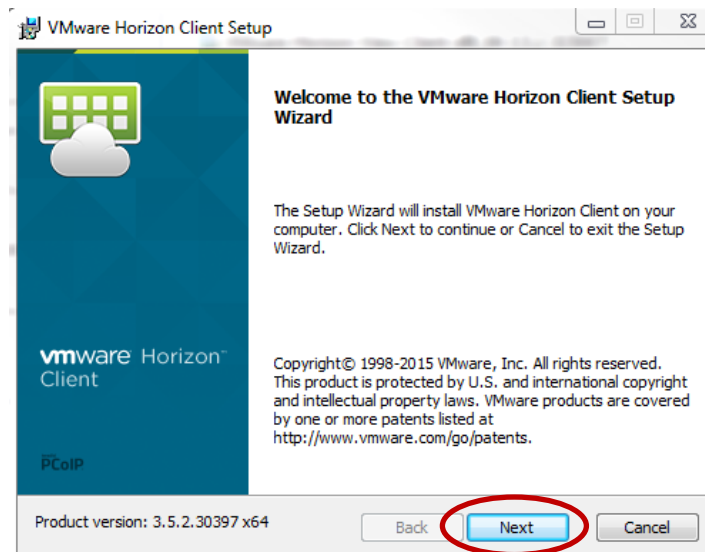 VMware Horizon Client Setup
Welcome to the VMware Horizon Client Setup
Wizard
The Setup Wizard will install VMware Horizon Client on your
computer. Click Next to continue or Cancel to exit the Setup
Wizard.
vmware Horizon™
Client
Copyright© 1998-2015 VMware, Inc. All rights reserved.
This product is protected by U.S. and international copyright
and intellectual property laws. VMware products are covered
by one or more patents listed at
http://www.vmware.com/go/patents.
PCoIP
Product version: 3.5.2.30397 x64
Back
Next
Cancel